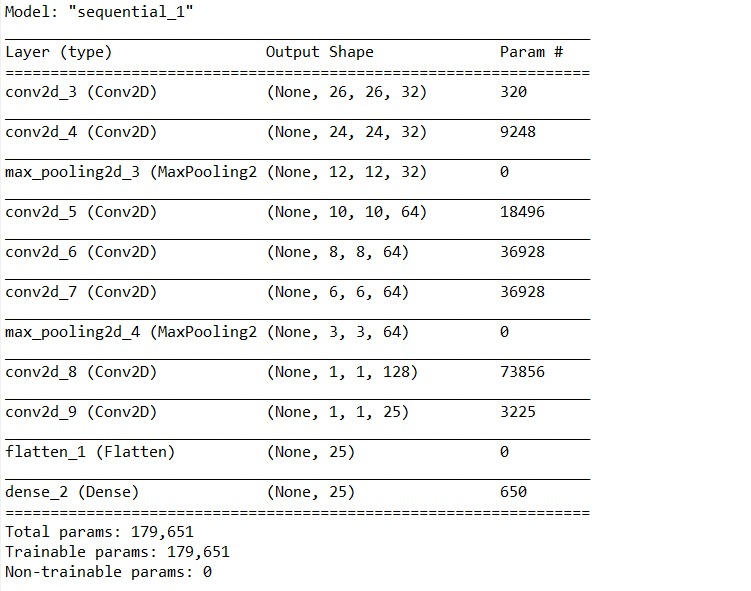 Model: "sequential_1"
Layer (type) Output Shape Param #
conv2d_3 (Conv2D) (None, 26, 26, 32) 320
conv2d_4 (Conv2D) (None, 24, 24, 32) 9248
max_pooling2d_3 (MaxPooling2 (None, 12, 12, 32) 0
conv2d_5 (Conv2D) (None, 10, 10, 64) 18496
conv2d_6 (Conv2D) (None, 8, 8, 64) 36928
conv2d_7 (Conv2D) (None, 6, 6, 64) 36928
max_pooling2d_4 (MaxPooling2 (None, 3, 3, 64) 0
conv2d_8 (Conv2D) (None, 1, 1, 128) 73856
conv2d_9 (Conv2D) (None, 1, 1, 25) 3225
flatten_1 (Flatten) (None, 25) 0
dense_2 (Dense) (None, 25) 650
Total params: 179,651
Trainable params: 179,651
Non-trainable params: 0